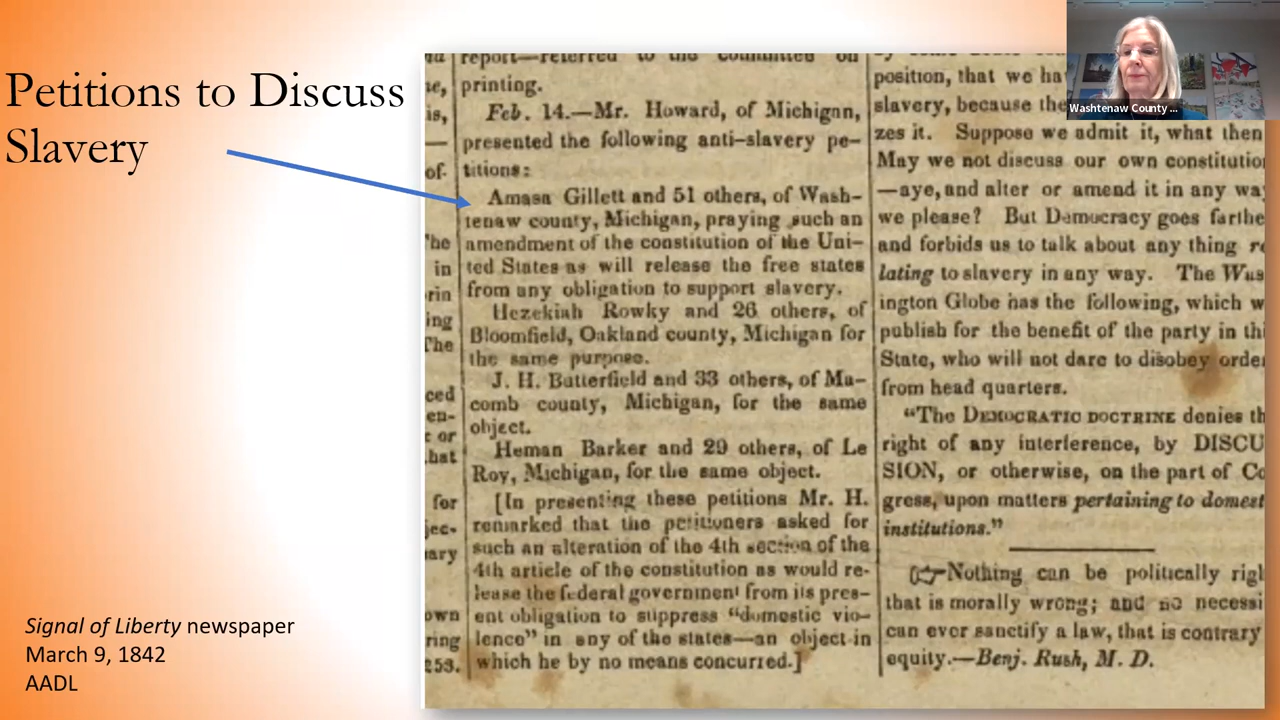 Petitions to Discuss
Slavery
Signal of Liberty newspaper
March 9, 1842
AADL
Washtenaw County ...
report—referred to the committee on
printing.
Feb. 14.—Mr. Howard, of Michigan,
presented the following anti-slavery pe-
titions:
Amasa Gillett and 51 others, of Wash-
tenaw county, Michigan, praying such an
amendment of the constitution of the Uni-
ted States as will release the free states
from any obligation to support slavery.
Hezekiah Rowky and 26 others, of
Bloomfield, Oakland county, Michigan for
the same purpose.
J. H. Butterfield and 33 others, of Ma-
comb county, Michigan, for the same
object.
Heman Barker and 29 others, of Le
Roy, Michigan, for the same object.
[In presenting these petitions Mr. H.
remarked that the petitioners asked for
such an alteration of the 4th section of the
4th article of the constitution as would re-
lease the federal government from its pres-
ent obligation to suppress "domestic vio-
lence" in any of the states—an object in
which he by no means concurred.]
position, that we ha
slavery, because the
zes it. Suppose we admit it, what then
May we not discuss our own constitutio
—aye, and alter or amend it in any wa
we please? But Democracy goes farthe
and forbids us to talk about any thing re
lating to slavery in any way. The Was
ington Globe has the following, which w
publish for the benefit of the party in thi
State, who will not dare to disobey orde
from head quarters.
"The DEMOCRATIC DOCTRINE denies th
right of any interference, by DISCU
SION, or otherwise, on the part of Co
gress, upon matters pertaining to domest
institutions."
☞Nothing can be politically rigl
that is morally wrong; and no necessi
can ever sanctify a law, that is contrary
equity.—Benj. Rush, M. D.